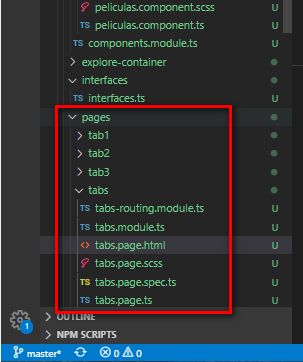 peliculas.component.scss U
TS peliculas.component.ts U
TS components.module.ts U
explore-container
interfaces
TS interfaces.ts U
pages
tab1
tab2
tab3
tabs
TS tabs-routing.module.ts U
TS tabs.module.ts U
<> tabs.page.html U
tabs.page.scss U
TS tabs.page.spec.ts U
TS tabs.page.ts U
OUTLINE
NPM SCRIPTS
1
master* 0 0